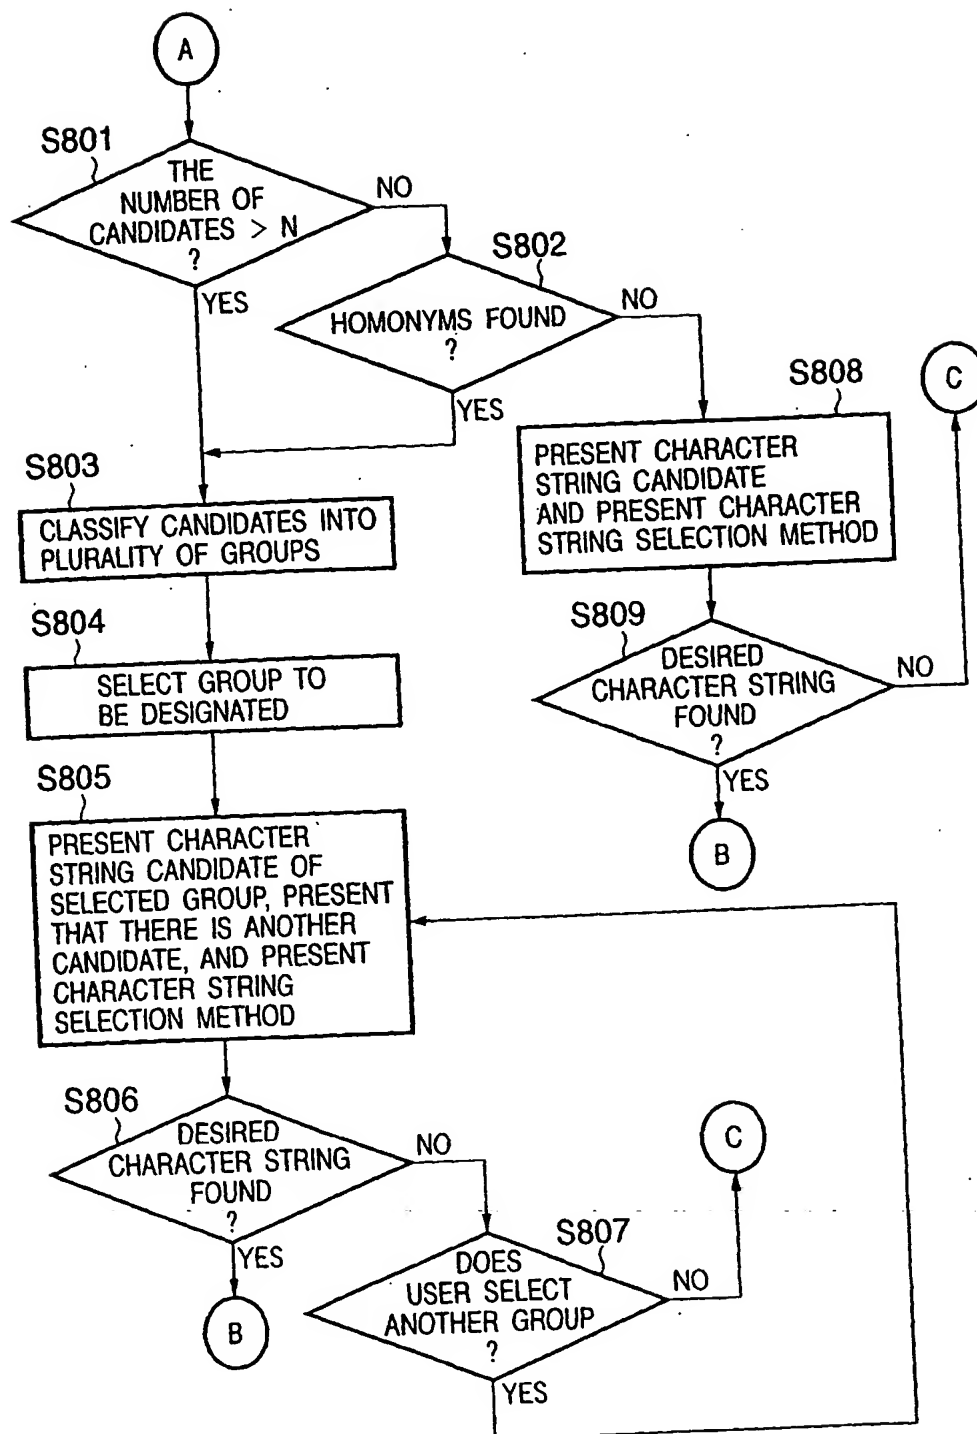 A
S801
THE
NUMBER OF
CANDIDATES > N
?
NO
YES
S802
HOMONYMS FOUND
?
NO
YES
S803
CLASSIFY CANDIDATES INTO
PLURALITY OF GROUPS
S804
SELECT GROUP TO
BE DESIGNATED
S805
PRESENT CHARACTER
STRING CANDIDATE OF
SELECTED GROUP, PRESENT
THAT THERE IS ANOTHER
CANDIDATE, AND PRESENT
CHARACTER STRING
SELECTION METHOD
S806
DESIRED
CHARACTER STRING
FOUND
?
NO
YES
B
S807
DOES
USER SELECT
ANOTHER GROUP
?
NO
YES
C
S808
PRESENT CHARACTER
STRING CANDIDATE
AND PRESENT CHARACTER
STRING SELECTION METHOD
S809
DESIRED
CHARACTER STRING
FOUND
?
NO
YES
C
B